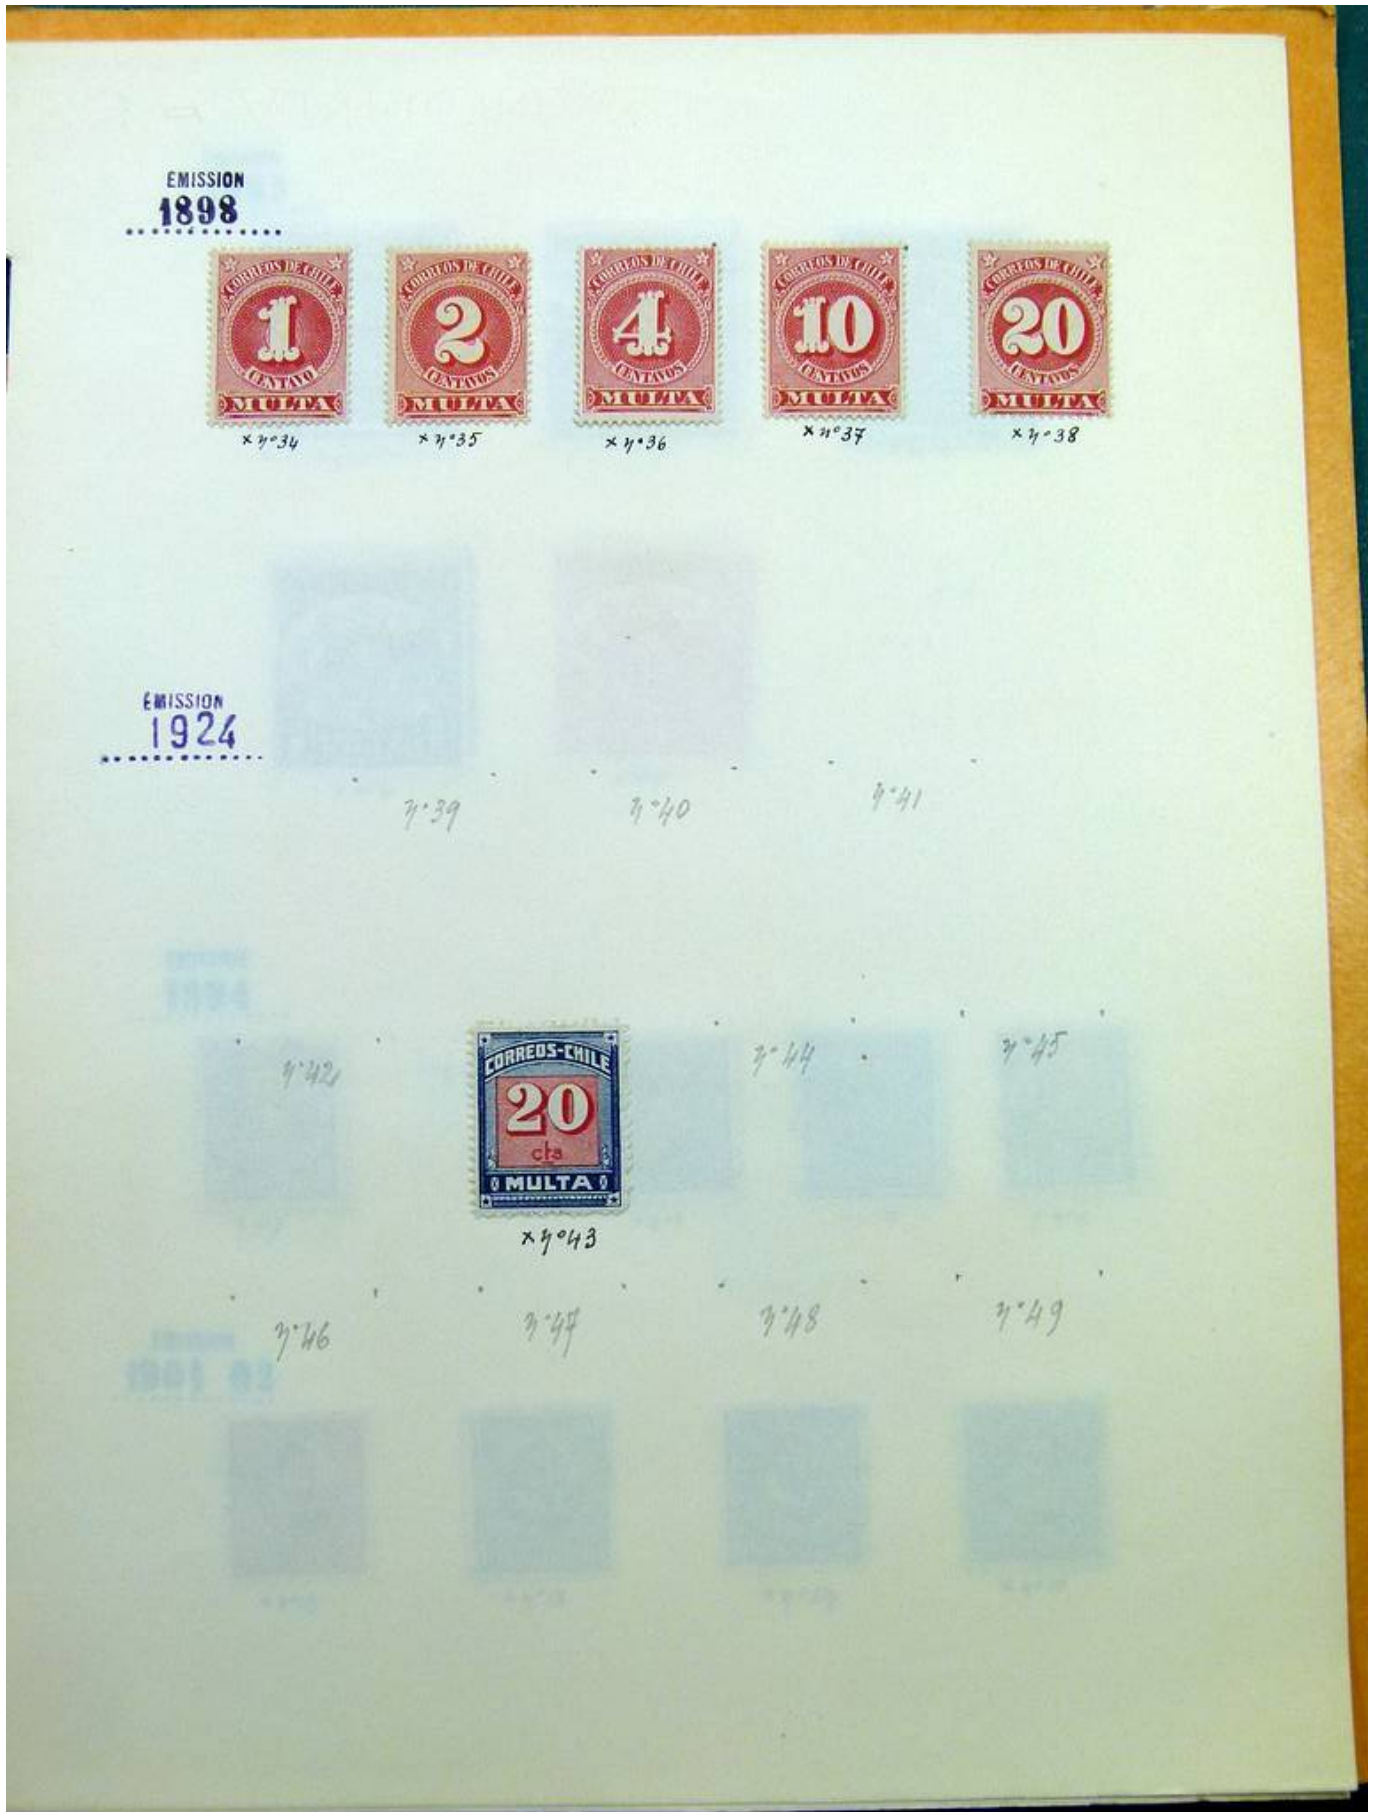 ÉMISSION
1898
CORREOS DE CHILE
1
CENTAVO
MULTA
CORREOS DE CHILE
2
CENTAVOS
MULTA
CORREOS DE CHILE
4
CENTAVOS
MULTA
CORREOS DE CHILE
10
CENTAVOS
MULTA
CORREOS DE CHILE
20
CENTAVOS
MULTA
x n° 34
x n° 35
x n° 36
x n° 37
x n° 38
ÉMISSION
1924
n° 39
n° 40
n° 41
n° 42
CORREOS-CHILE
20
cts
MULTA
x n° 43
n° 44
n° 45
n° 46
n° 47
n° 48
n° 49